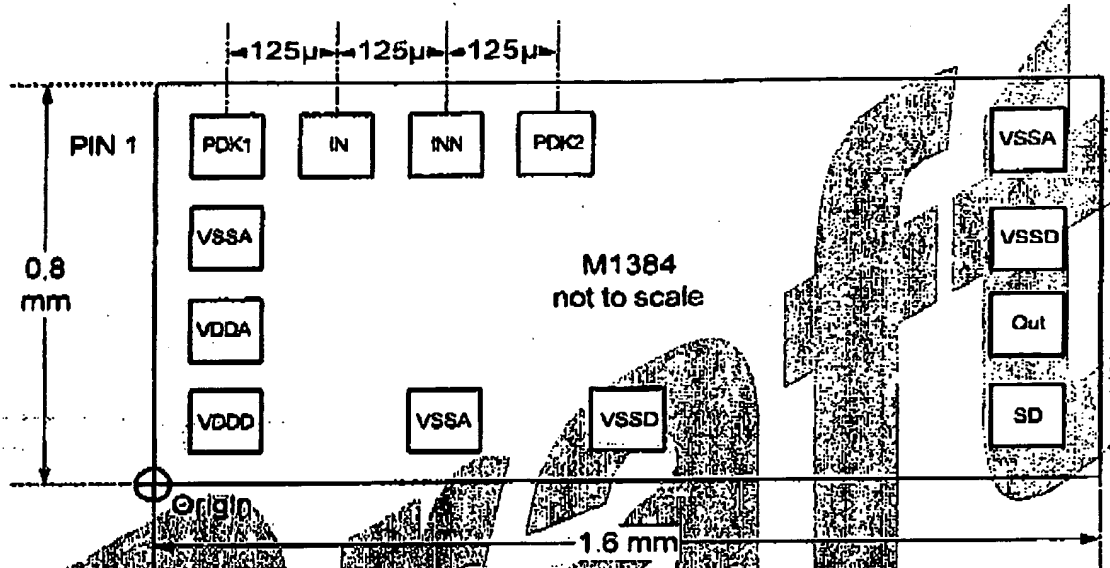 125µ 125µ 125µ
PIN 1
PDK1 IN INN PDK2 VSSA
VSSA VSSD
0,8
mm
M1384
not to scale
VDDA Out
VDDD VSSA VSSD SD
Origin
1.6 mm